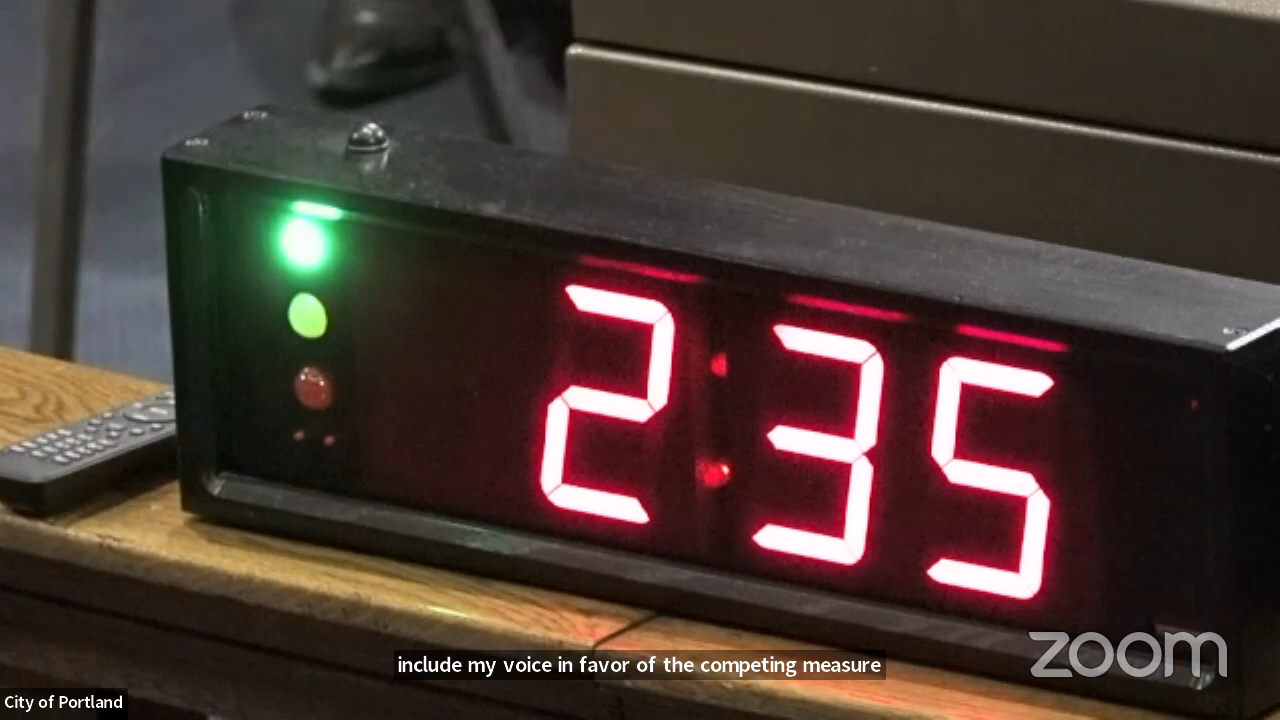 2:35
zoom
include my voice in favor of the competing measure
City of Portland